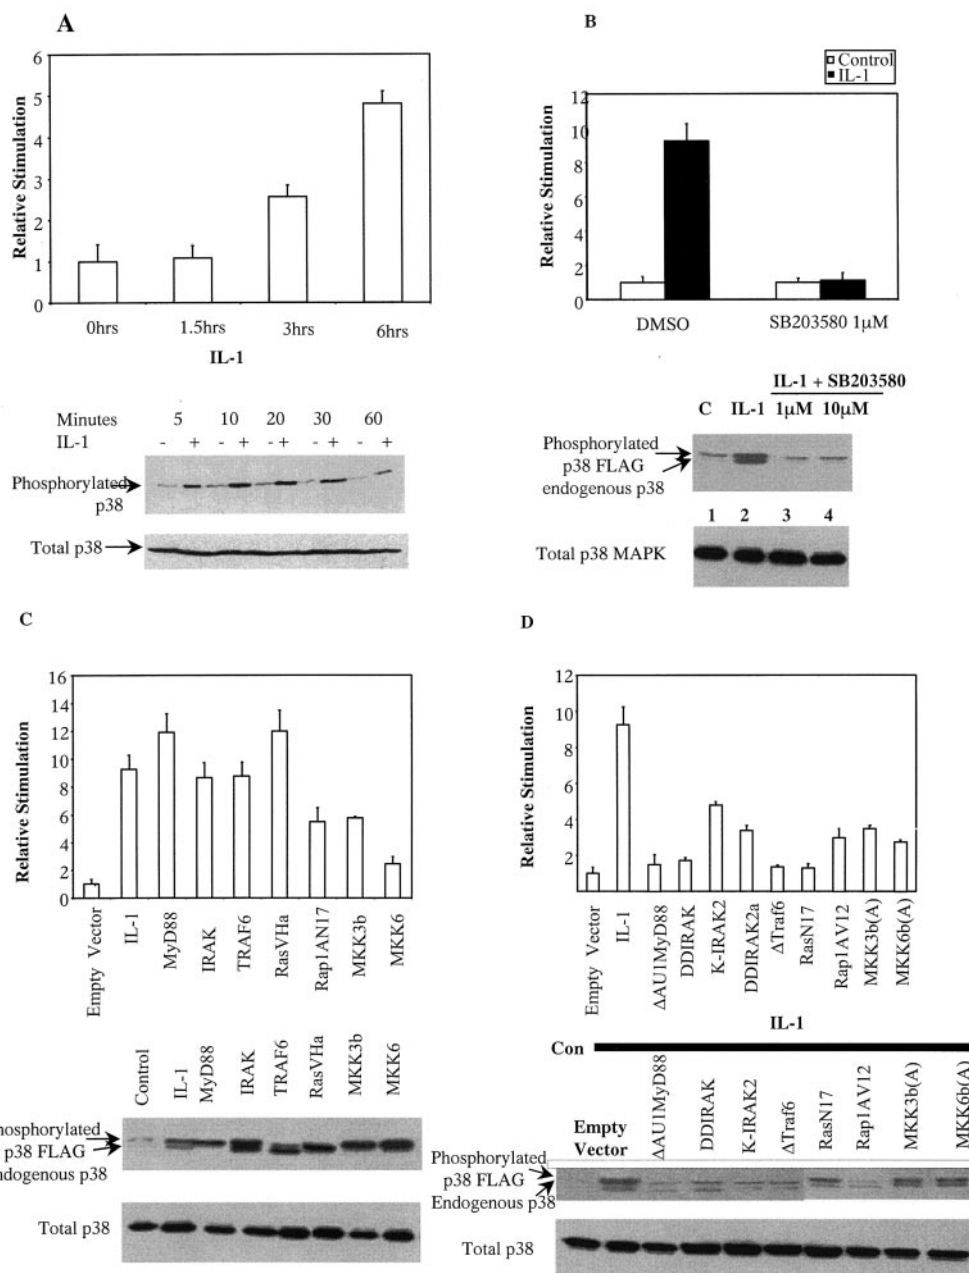 A
Relative Stimulation
6
5
4
3
2
1
0
0hrs 1.5hrs 3hrs 6hrs
IL-1
Minutes 5 10 20 30 60
IL-1 - + - + - + - + - +
Phosphorylated
p38
Total p38
B
Control
IL-1
Relative Stimulation
12
10
8
6
4
2
0
DMSO SB203580 1μM
IL-1 + SB203580
C IL-1 1μM 10μM
Phosphorylated
p38 FLAG
endogenous p38
1 2 3 4
Total p38 MAPK
C
Relative Stimulation
16
14
12
10
8
6
4
2
0
Empty Vector
IL-1
MyD88
IRAK
TRAF6
RasVHa
Rap1AN17
MKK3b
MKK6
Control
IL-1
MyD88
IRAK
TRAF6
RasVHa
MKK3b
MKK6
hosphorylated
p38 FLAG
ndogenous p38
Total p38
D
Relative Stimulation
12
10
8
6
4
2
Empty Vector
IL-1
ΔAU1MyD88
DDIRAK
K-IRAK2
DDIRAK2a
ΔTraf6
RasN17
Rap1AV12
MKK3b(A)
MKK6b(A)
IL-1
Con
Empty
Vector
ΔAU1MyD88
DDIRAK
K-IRAK2
ΔTraf6
RasN17
Rap1AV12
MKK3b(A)
MKK6b(A)
Phosphorylated
p38 FLAG
Endogenous p38
Total p38